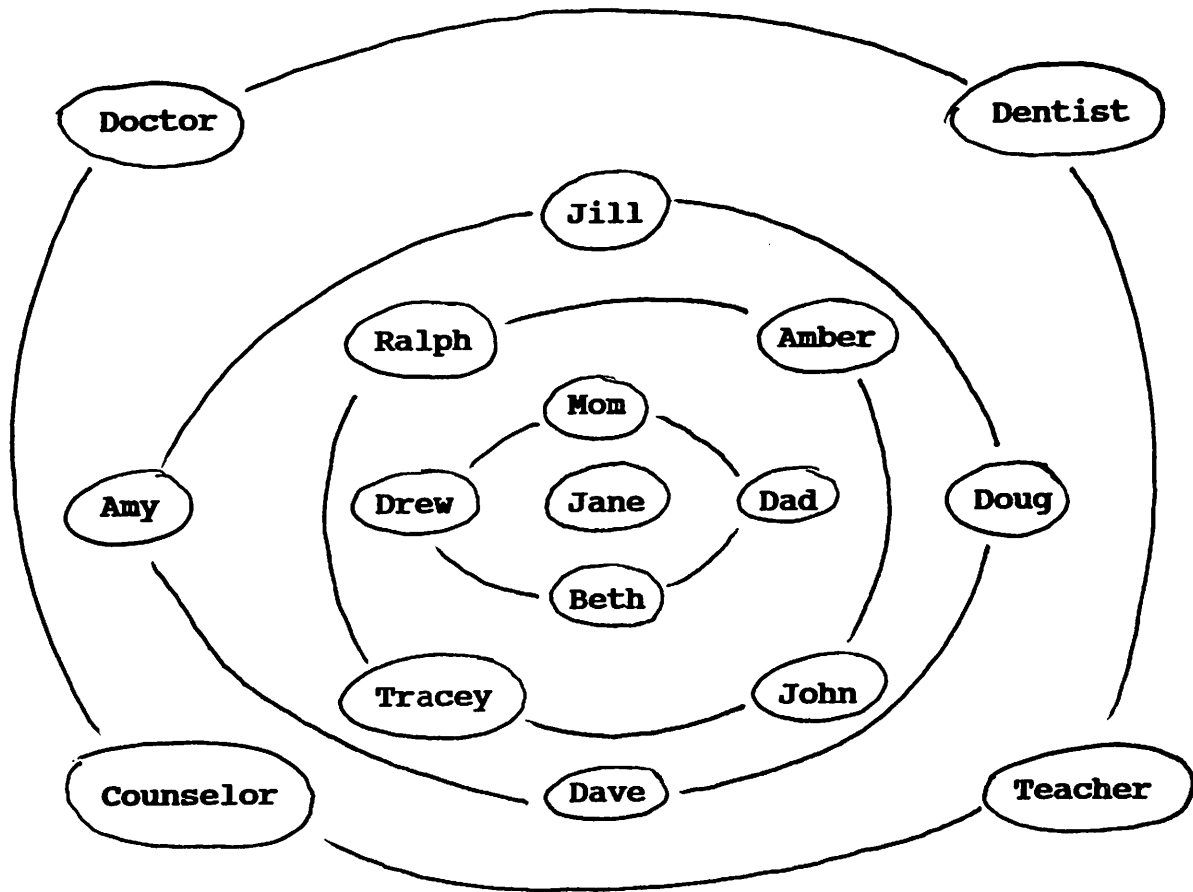 Doctor
Dentist
Jill
Ralph
Amber
Mom
Amy
Drew
Jane
Dad
Doug
Beth
Tracey
John
Counselor
Dave
Teacher